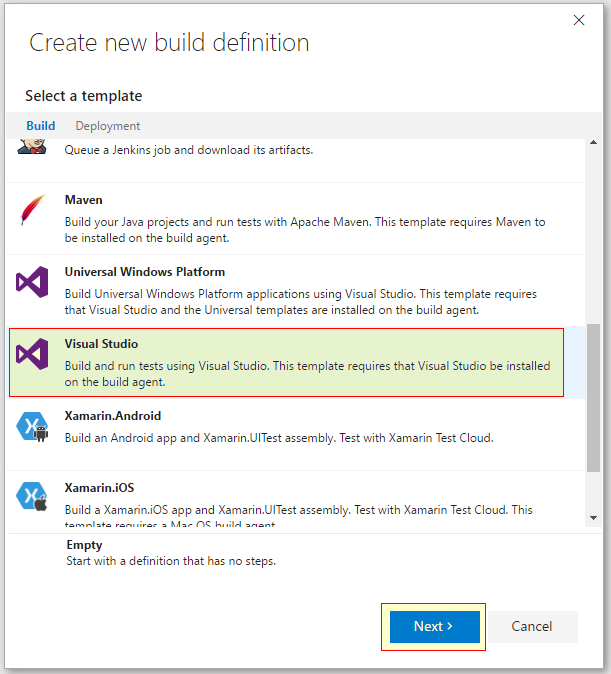 Create new build definition
Select a template
Build Deployment
Queue a Jenkins job and download its artifacts.
Maven
Build your Java projects and run tests with Apache Maven. This template requires Maven to
be installed on the build agent.
Universal Windows Platform
Build Universal Windows Platform applications using Visual Studio. This template requires
that Visual Studio and the Universal templates are installed on the build agent.
Visual Studio
Build and run tests using Visual Studio. This template requires that Visual Studio be installed
on the build agent.
Xamarin.Android
Build an Android app and Xamarin.UITest assembly. Test with Xamarin Test Cloud.
Xamarin.iOS
Build a Xamarin.iOS app and Xamarin.UITest assembly. Test with Xamarin Test Cloud. This
template requires a Mac OS build agent
Empty
Start with a definition that has no steps.
Next Cancel